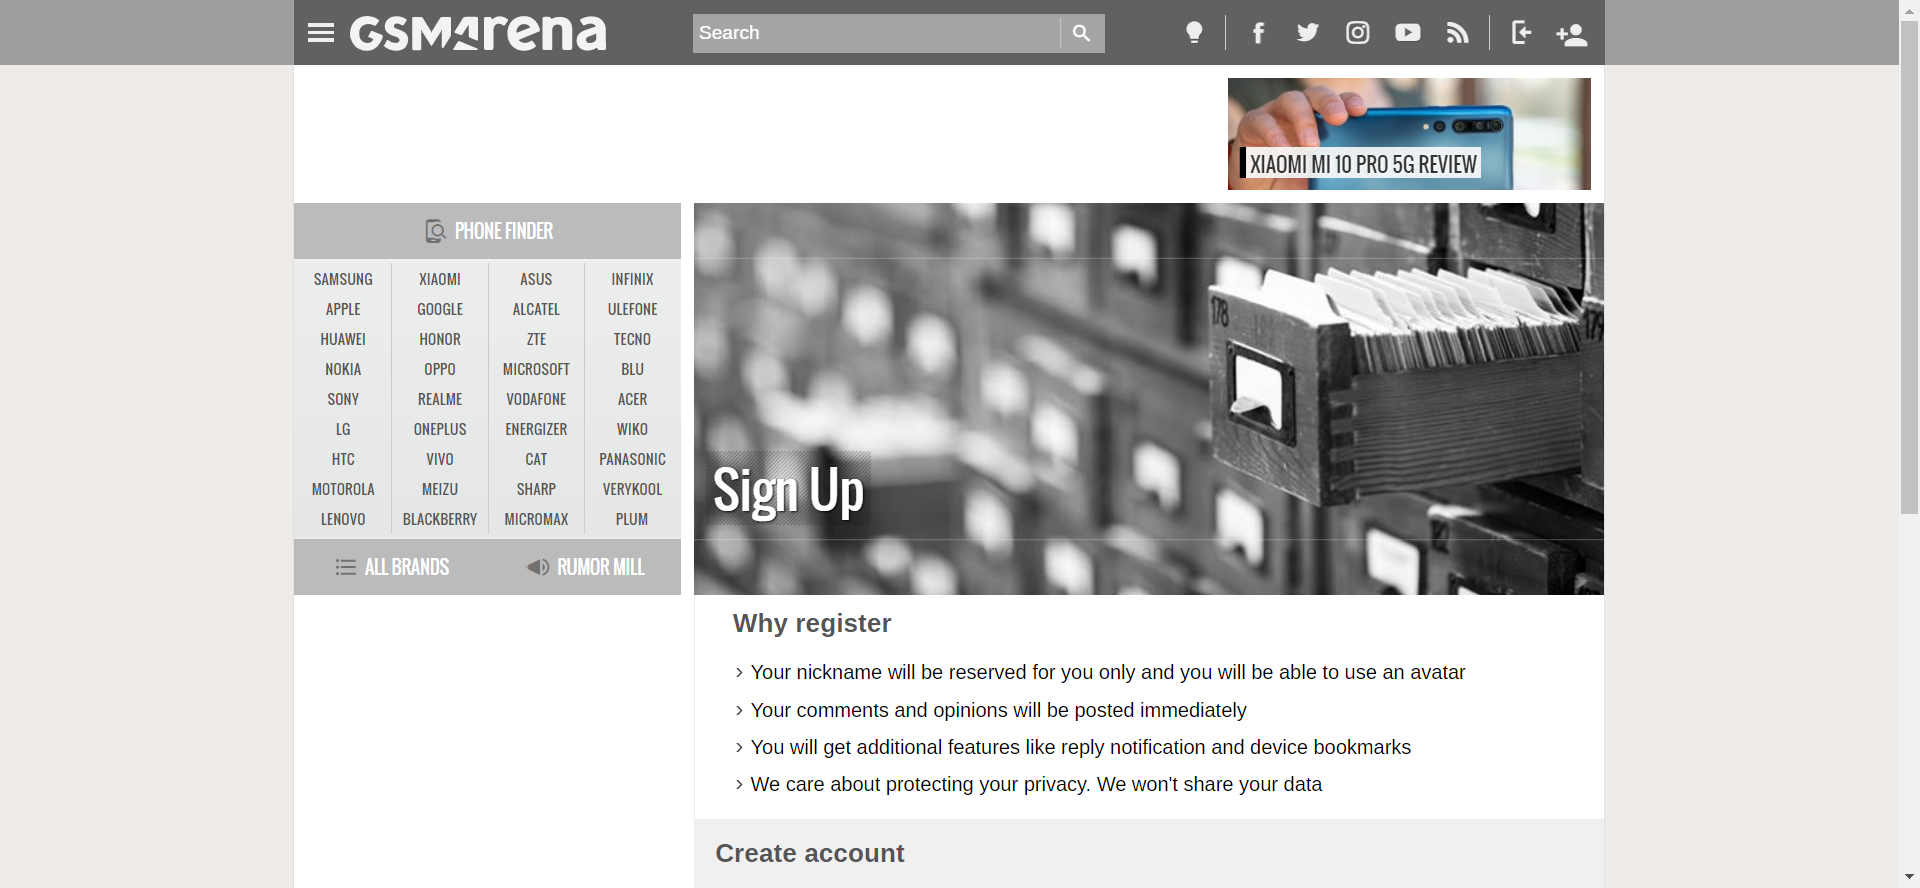 GSMArena
Search
XIAOMI MI 10 PRO 5G REVIEW
PHONE FINDER
SAMSUNG XIAOMI ASUS INFINIX
APPLE GOOGLE ALCATEL ULEFONE
HUAWEI HONOR ZTE TECNO
NOKIA OPPO MICROSOFT BLU
SONY REALME VODAFONE ACER
LG ONEPLUS ENERGIZER WIKO
HTC VIVO CAT PANASONIC
MOTOROLA MEIZU SHARP VERYKOOL
LENOVO BLACKBERRY MICROMAX PLUM
ALL BRANDS RUMOR MILL
178
Sign Up
Why register
Your nickname will be reserved for you only and you will be able to use an avatar
Your comments and opinions will be posted immediately
You will get additional features like reply notification and device bookmarks
We care about protecting your privacy. We won't share your data
Create account